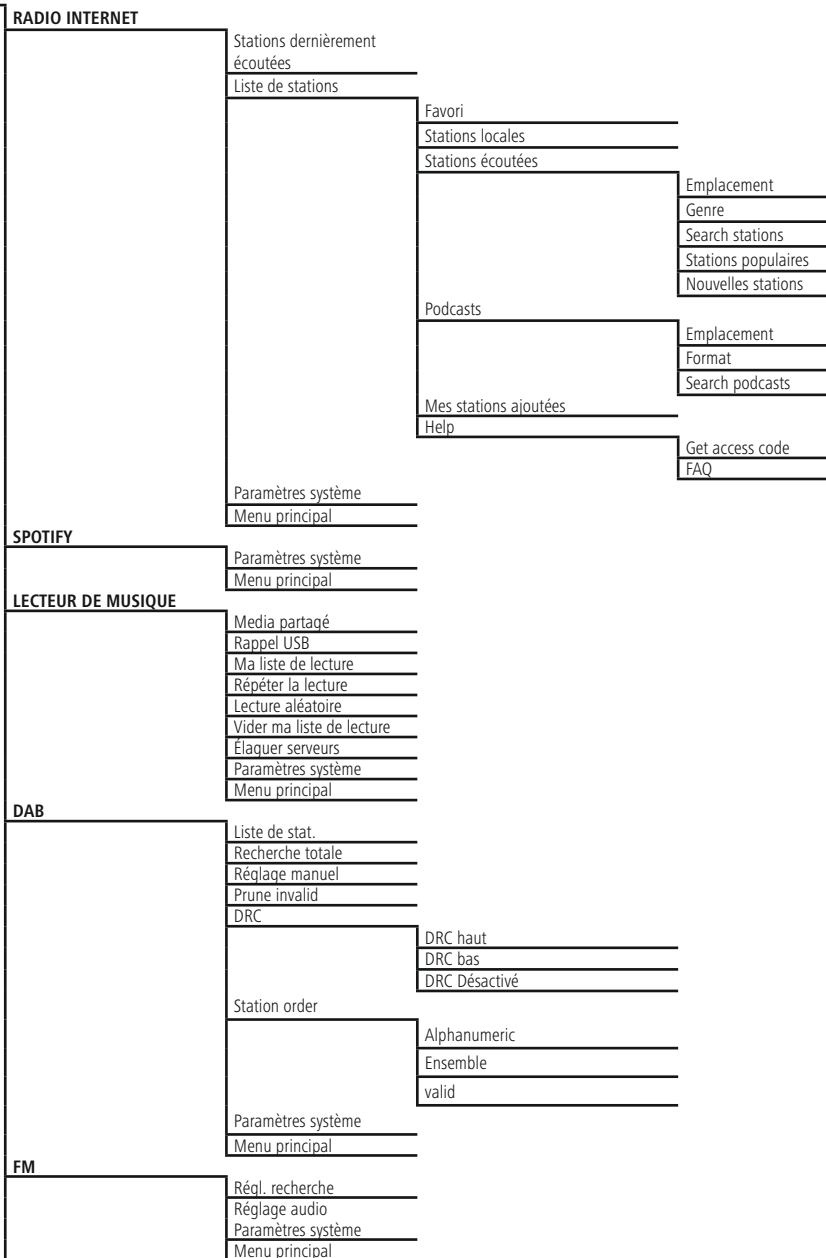 RADIO INTERNET
Stations dernièrement
écoutées
Liste de stations
Favori
Stations locales
Stations écoutées
Emplacement
Genre
Search stations
Stations populaires
Nouvelles stations
Podcasts
Emplacement
Format
Search podcasts
Mes stations ajoutées
Help
Get access code
FAQ
Paramètres système
Menu principal
SPOTIFY
Paramètres système
Menu principal
LECTEUR DE MUSIQUE
Media partagé
Rappel USB
Ma liste de lecture
Répéter la lecture
Lecture aléatoire
Vider ma liste de lecture
Élaguer serveurs
Paramètres système
Menu principal
DAB
Liste de stat.
Recherche totale
Réglage manuel
Prune invalid
DRC
DRC haut
DRC bas
DRC Désactivé
Station order
Alphanumeric
Ensemble
valid
Paramètres système
Menu principal
FM
Régl. recherche
Réglage audio
Paramètres système
Menu principal